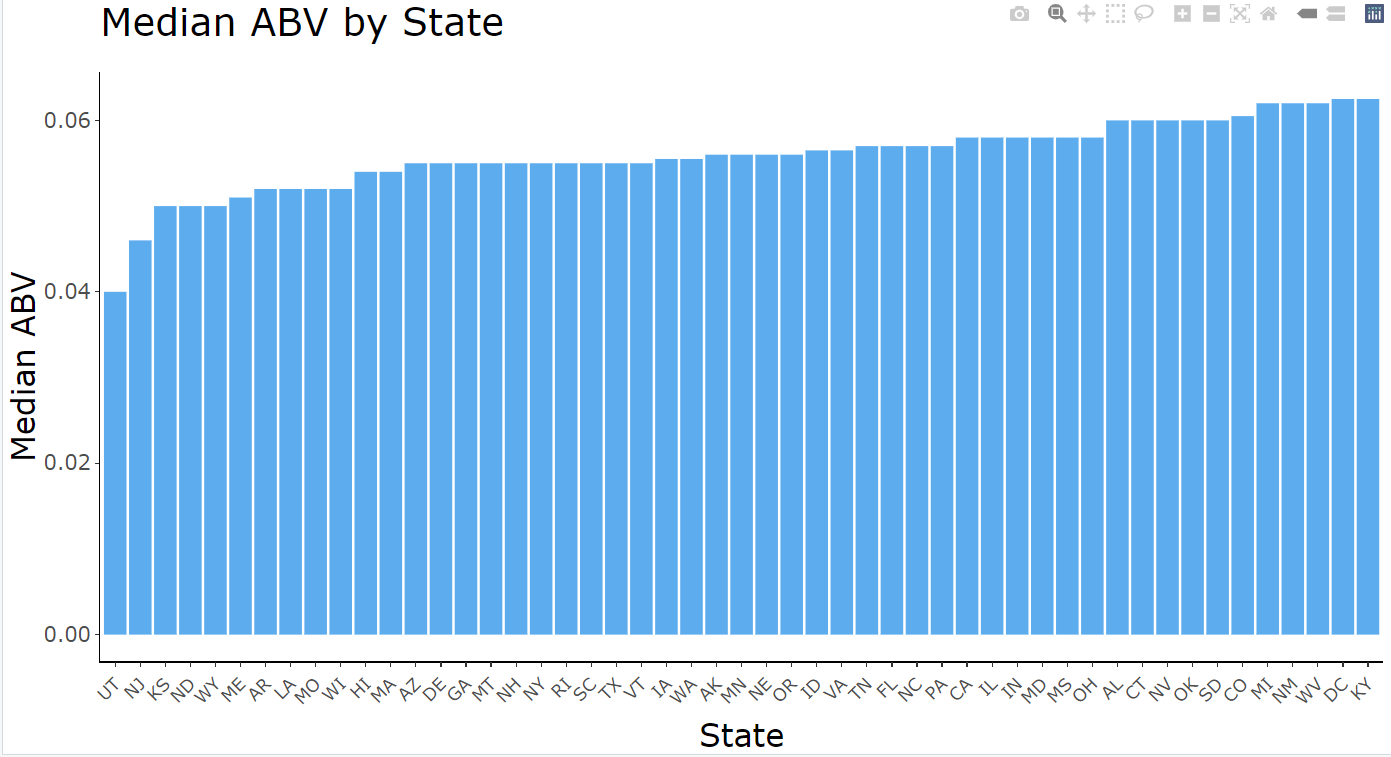 Median ABV by State
Median ABV
0.06
0.04
0.02
0.00
UT NJ KS ND WY ME AR LA MO WI HI MA AZ DE GA MT NH NY RI SC TX VT IA WA AK MN NE OR ID VA TN FL NC PA CA IL IN MD MS OH AL CT NV OK SD CO MI NM WV DC KY
State